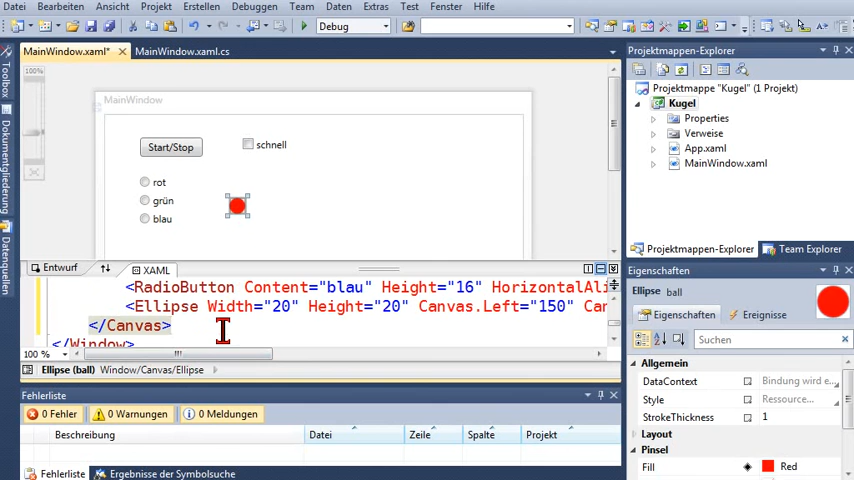 Datei Bearbeiten Ansicht Projekt Erstellen Debuggen Team Daten Extras Test Architektur Analyse Fenster Hilfe
Debug
MainWindow.xaml* MainWindow.xaml.cs
Projektmappen-Explorer
100%
MainWindow
Projektmappe "Kugel" (1 Projekt)
Kugel
Properties
Verweise
App.xaml
MainWindow.xaml
Start/Stop schnell
rot
grün
blau
Toolbox
Dokumentgliederung
Datenquellen
Projektmappen-Explorer Team Explorer
Entwurf XAML
<RadioButton Content="blau" Height="16" HorizontalAli
<Ellipse Width="20" Height="20" Canvas.Left="150" Can
</Canvas>
</Window>
100 %
Ellipse (ball) Window/Canvas/Ellipse
Eigenschaften
Ellipse ball
Eigenschaften Ereignisse
Suchen
Allgemein
DataContext Bindung wird e...
Style Ressource...
StrokeThickness 1
Layout
Pinsel
Fill Red
Fehlerliste
0 Fehler 0 Warnungen 0 Meldungen
Beschreibung Datei Zeile Spalte Projekt
Fehlerliste Ergebnisse der Symbolsuche